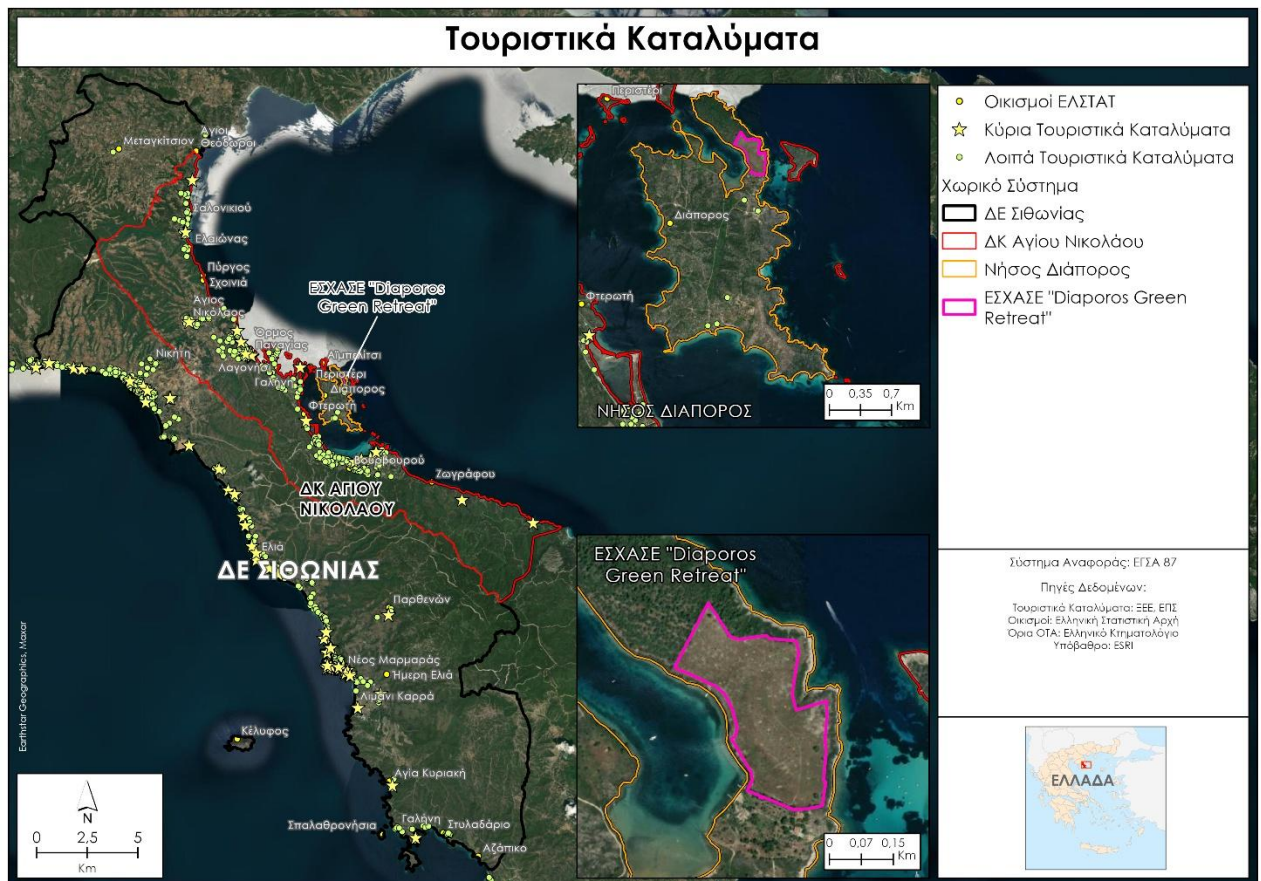 Τουριστικά Καταλύματα
Μεταγκίτσιον
Άγιοι
Θεόδωροι
Σαλονικιού
Ελαιώνας
Πύργος
Σχοινιά
ΕΣΧΑΣΕ "Diaporos
Green Retreat"
Άγιος
Νικόλαος
Όρμος
Παναγίας
Αϊμπελίτσι
Νικήτη
Λαγονήσι
Περιστέρι
Γαλήνη
Διάπορος
Φτερωτή
Βουρβουρού
Ζωγράφου
ΔΚ ΑΓΙΟΥ
ΝΙΚΟΛΑΟΥ
Ελιά
ΔΕ ΣΙΘΩΝΙΑΣ
Παρθενών
Νέος Μαρμαράς
Ήμερη Ελιά
Λιμάνι Καρρά
Κέλυφος
Αγία Κυριακή
Σπαλαθρονήσια
Γαλήνη
Στυλαδάριο
Αζάπικο
Earthstar Geographics, Maxar
N
0 2,5 5
Km
Περιστέρι
Διάπορος
Φτερωτή
ΝΗΣΟΣ ΔΙΑΠΟΡΟΣ
0 0,35 0,7
Km
ΕΣΧΑΣΕ "Diaporos
Green Retreat"
0 0,07 0,15
Km
Οικισμοί ΕΛΣΤΑΤ
Κύρια Τουριστικά Καταλύματα
Λοιπά Τουριστικά Καταλύματα
Χωρικό Σύστημα
ΔΕ Σιθωνίας
ΔΚ Αγίου Νικολάου
Νήσος Διάπορος
ΕΣΧΑΣΕ "Diaporos Green
Retreat"
Σύστημα Αναφοράς: ΕΓΣΑ 87
Πηγές Δεδομένων:
Τουριστικά Καταλύματα: ΞΕΕ, ΕΠΣ
Οικισμοί: Ελληνική Στατιστική Αρχή
Όρια ΟΤΑ: Ελληνικό Κτηματολόγιο
Υπόβαθρο: ESRI
ΕΛΛΑΔΑ